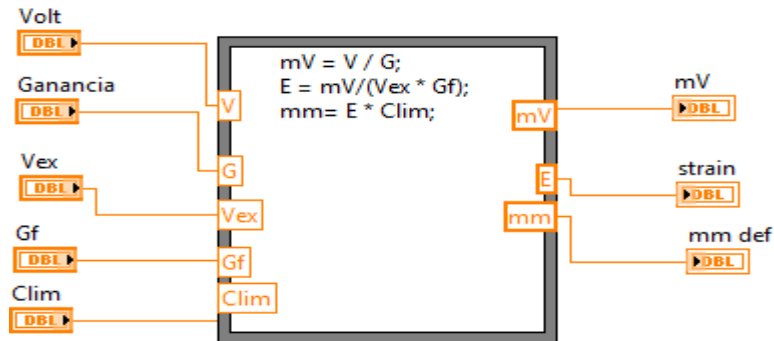 Volt
DBL
Ganancia
DBL
Vex
DBL
Gf
DBL
Clim
DBL
mV = V / G;
E = mV/(Vex * Gf);
mm= E * Clim;
V
G
Vex
Gf
Clim
mV
E
mm
mV
DBL
strain
DBL
mm def
DBL